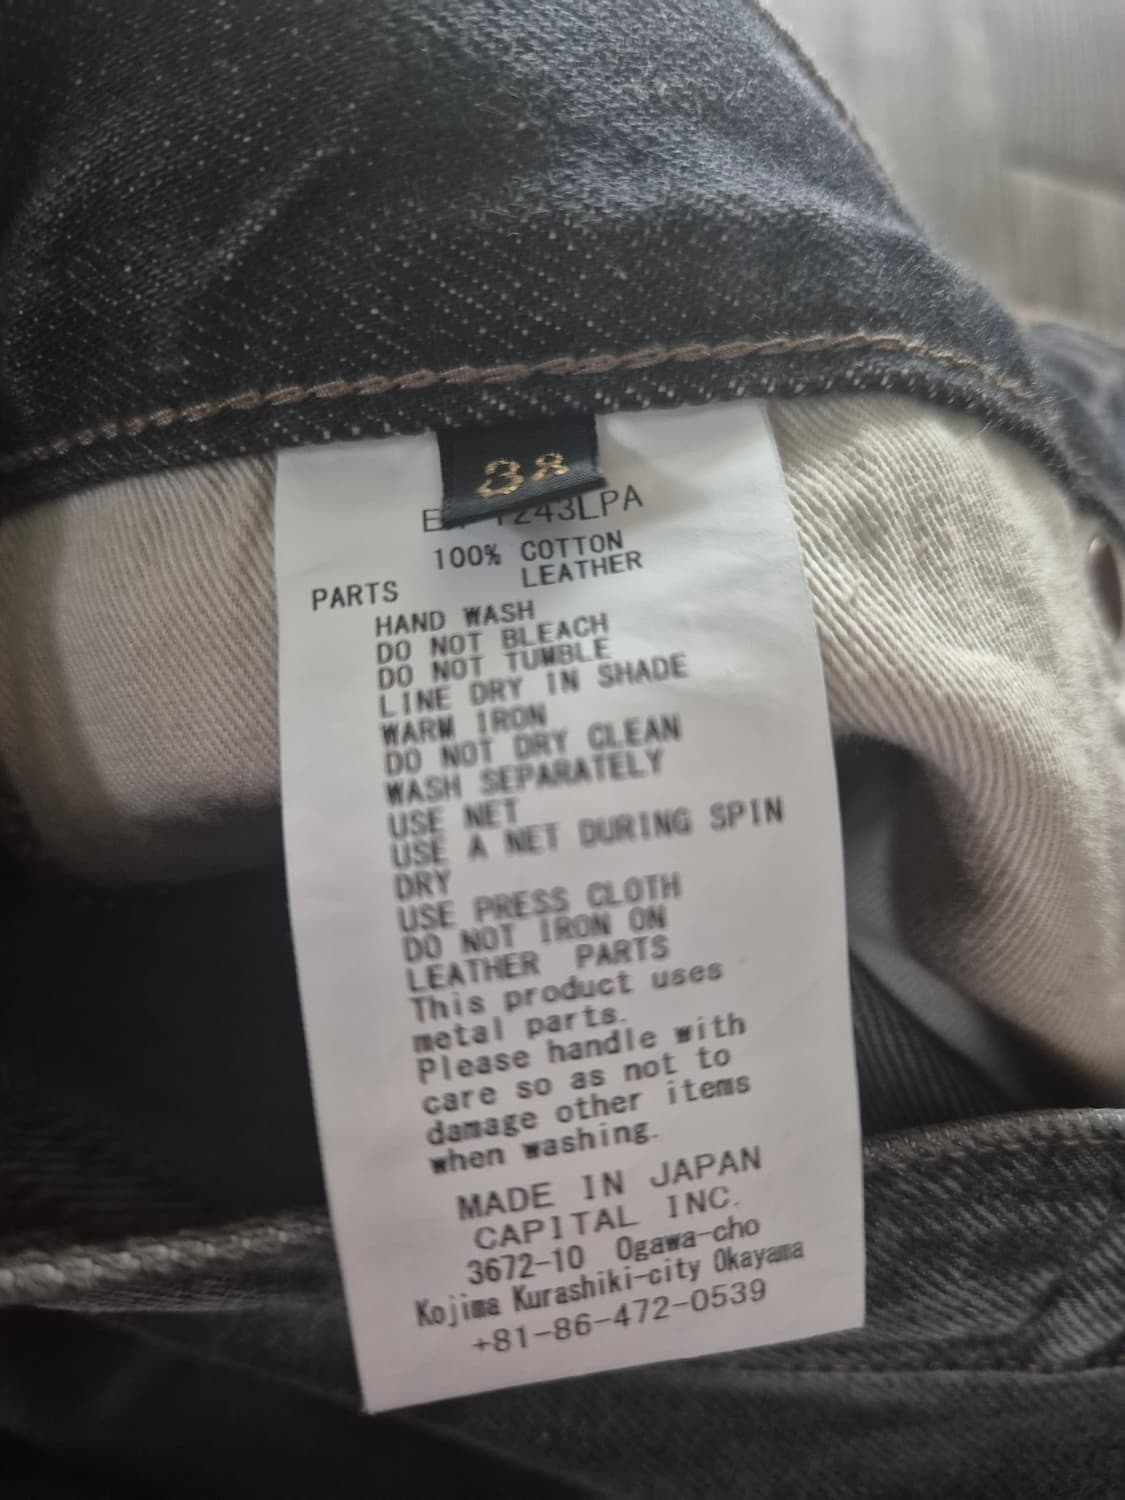 38
243LPA
100% COTTON
PARTS LEATHER
HAND WASH
DO NOT BLEACH
DO NOT TUMBLE
LINE DRY IN SHADE
WARM IRON
DO NOT DRY CLEAN
WASH SEPARATELY
USE NET
USE A NET DURING SPIN
DRY
USE PRESS CLOTH
DO NOT IRON ON
LEATHER PARTS
This product uses
metal parts.
Please handle with
care so as not to
damage other items
when washing.
MADE IN JAPAN
CAPITAL INC.
3672-10 Ogawa-cho
Kojima Kurashiki-city Okayama
+81-86-472-0539